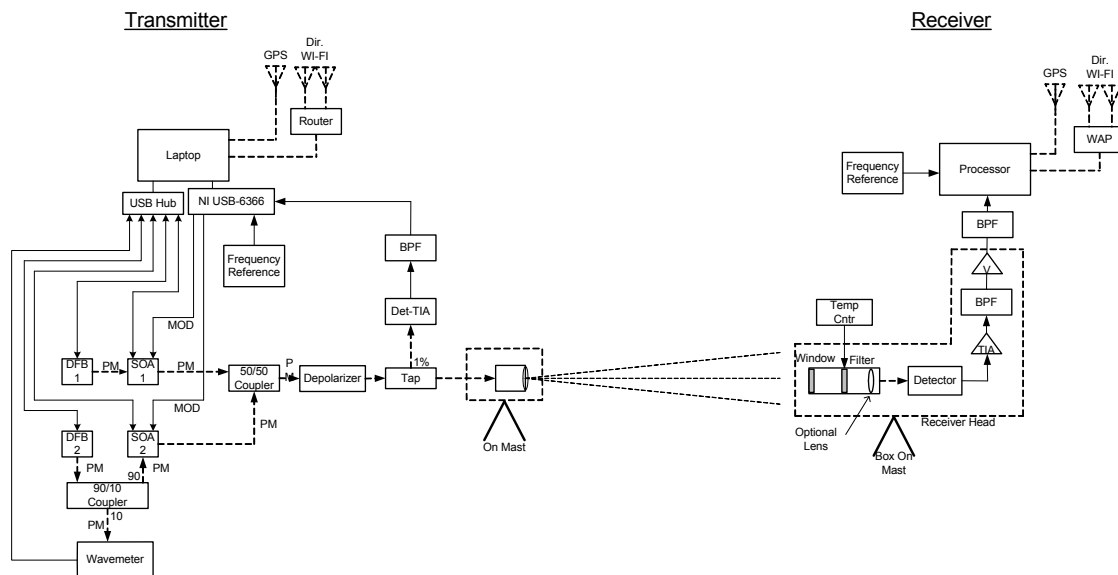 Transmitter
Receiver
GPS
Dir.
WI-FI
Router
Laptop
USB Hub
NI USB-6366
Frequency
Reference
BPF
Det-TIA
MOD
DFB
1
PM
SOA
1
PM
50/50
Coupler
PM
Depolarizer
1%
Tap
On Mast
MOD
PM
DFB
2
SOA
2
PM
90
PM
90/10
Coupler
10
PM
Wavemeter
GPS
Dir.
WI-FI
WAP
Frequency
Reference
Processor
BPF
V
BPF
TIA
Temp
Cntr
Window
Filter
Detector
Optional
Lens
Receiver Head
Box On
Mast